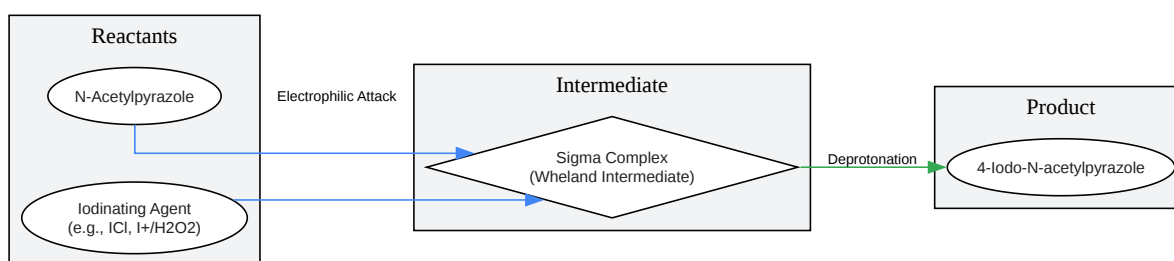 Reactants
N-Acetylpyrazole
Iodinating Agent
(e.g., ICl, I+/H2O2)
Electrophilic Attack
Intermediate
Sigma Complex
(Wheland Intermediate)
Deprotonation
Product
4-Iodo-N-acetylpyrazole